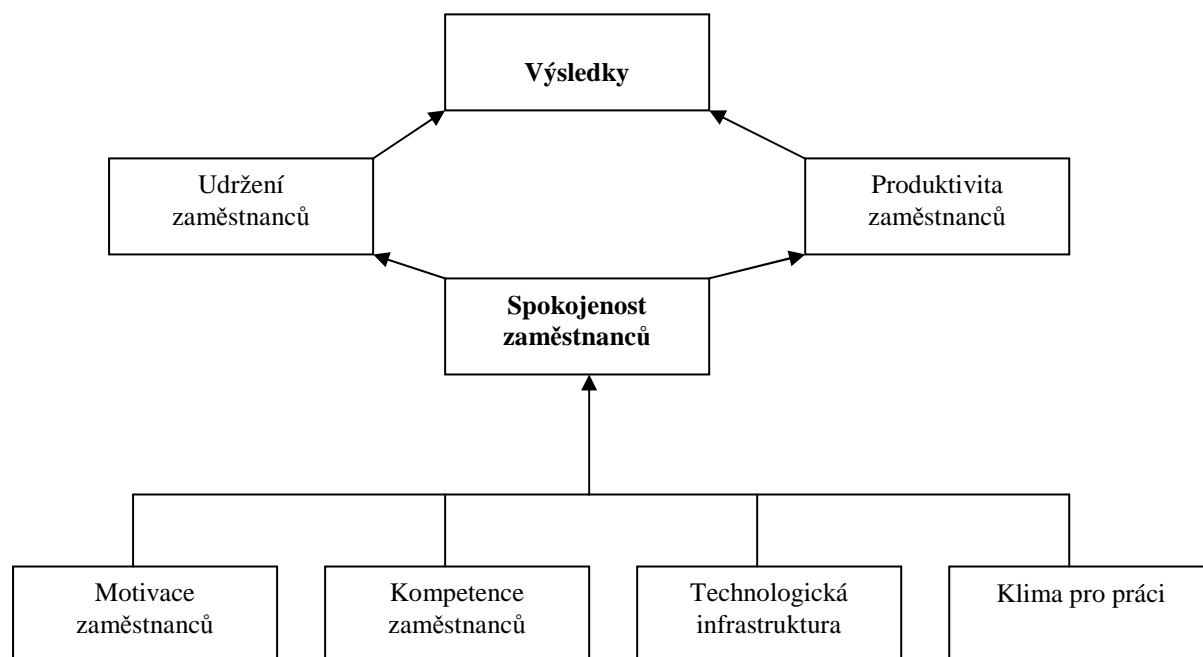 Výsledky
Udržení
zaměstnanců
Produktivita
zaměstnanců
Spokojenost
zaměstnanců
Motivace
zaměstnanců
Kompetence
zaměstnanců
Technologická
infrastruktura
Klima pro práci